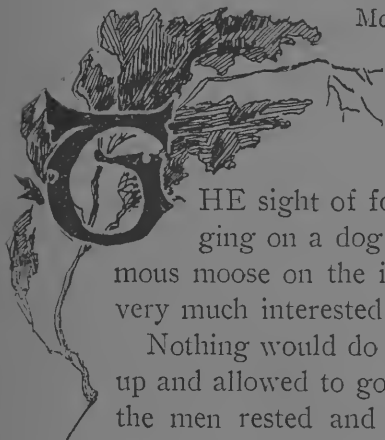 Mo
THE sight of fo
ging on a dog
mous moose on the i
very much interested
Nothing would do
up and allowed to go
the men rested and